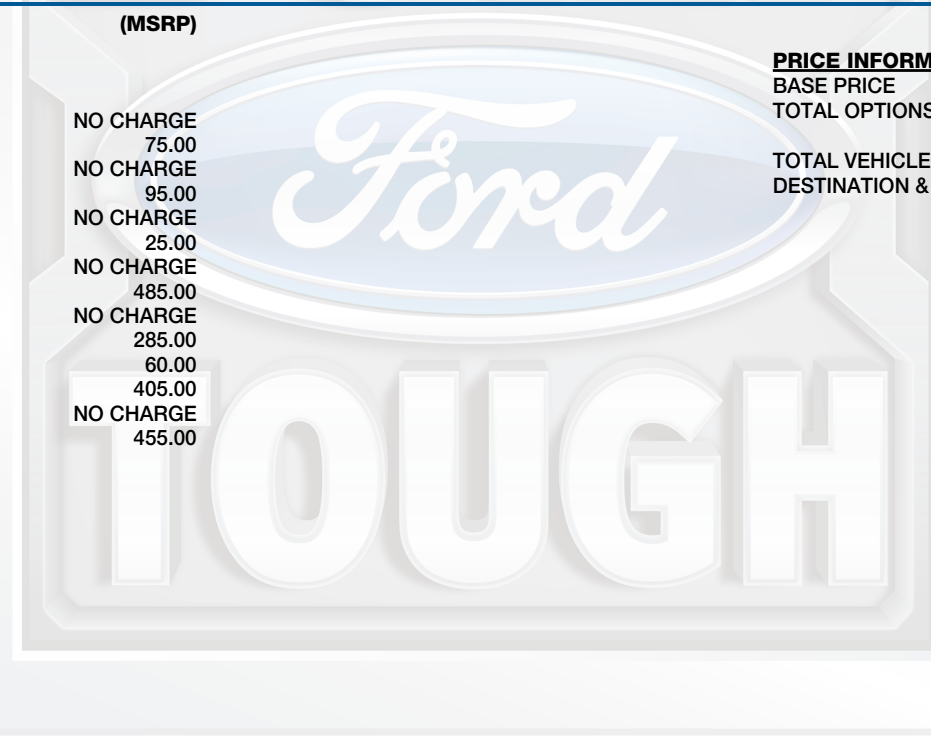 (MSRP)
NO CHARGE
75.00
NO CHARGE
95.00
NO CHARGE
25.00
NO CHARGE
485.00
NO CHARGE
285.00
60.00
405.00
NO CHARGE
455.00
PRICE INFORM
BASE PRICE
TOTAL OPTIONS
TOTAL VEHICLE
DESTINATION &
Ford
TOUGH